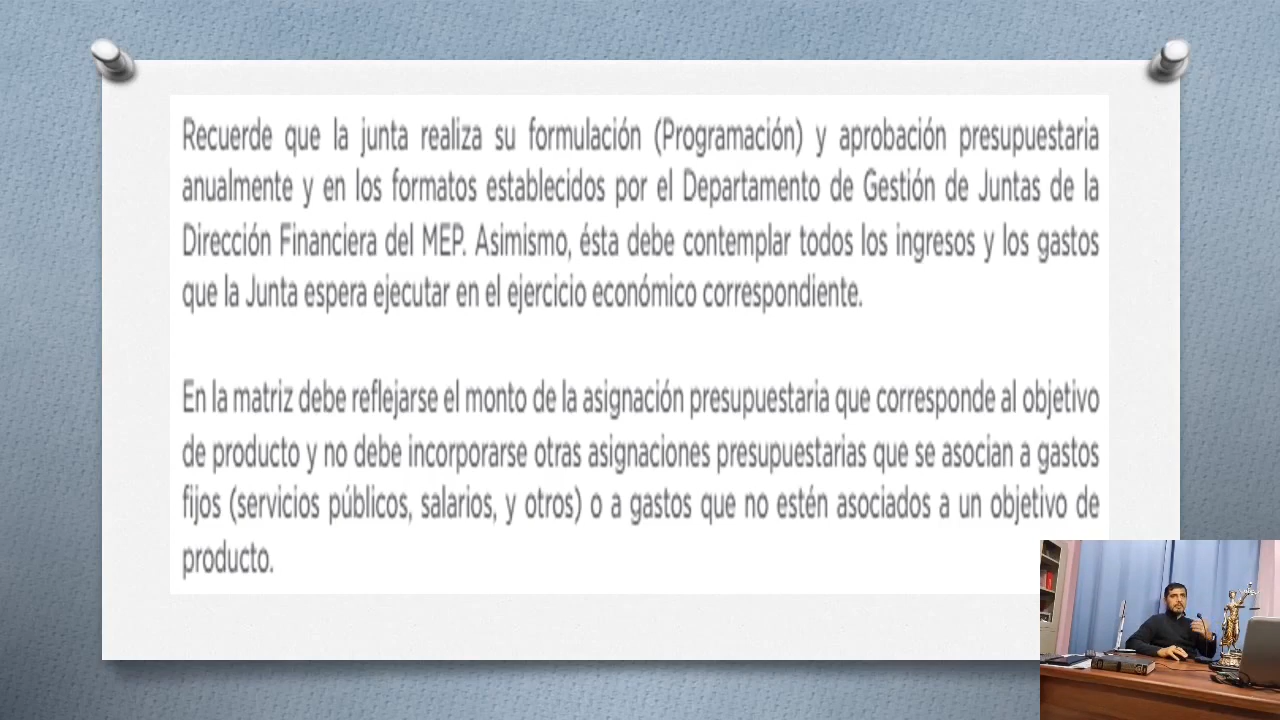 Recuerde que la junta realiza su formulación (Programación) y aprobación presupuestaria
anualmente y en los formatos establecidos por el Departamento de Gestión de Juntas de la
Dirección Financiera del MEP. Asimismo, ésta debe contemplar todos los ingresos y los gastos
que la Junta espera ejecutar en el ejercicio económico correspondiente.
En la matriz debe reflejarse el monto de la asignación presupuestaria que corresponde al objetivo
de producto y no debe incorporarse otras asignaciones presupuestarias que se asocian a gastos
fijos (servicios públicos, salarios, y otros) o a gastos que no estén asociados a un objetivo de
producto.